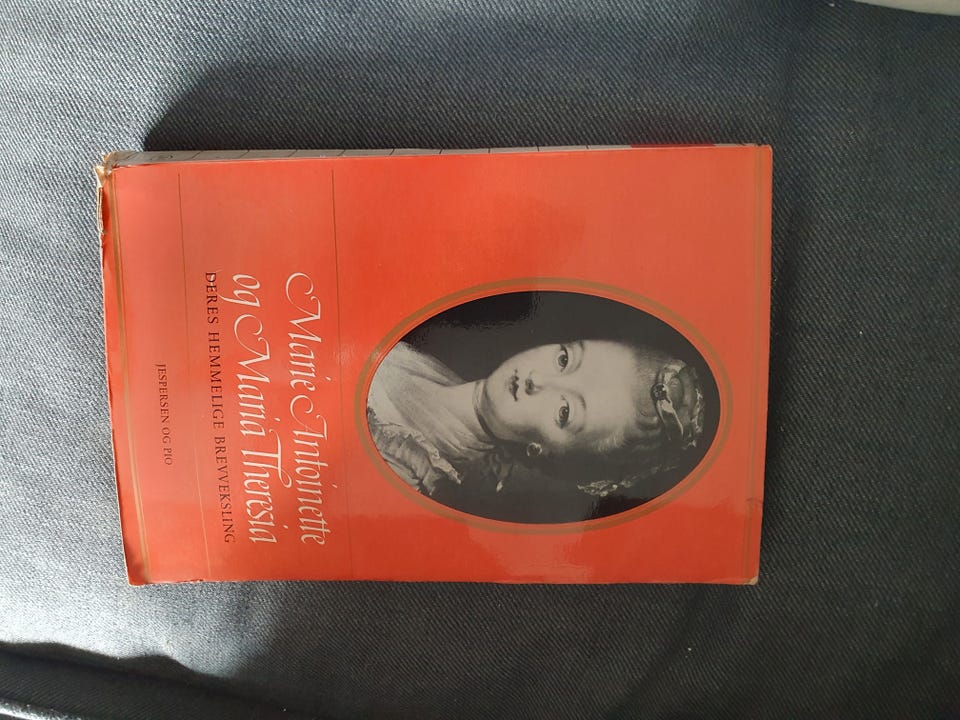 Marie Antoinette
og Maria Theresia
DERES HEMMELIGE BREVVEKSLING
JESPERSEN OG PIO